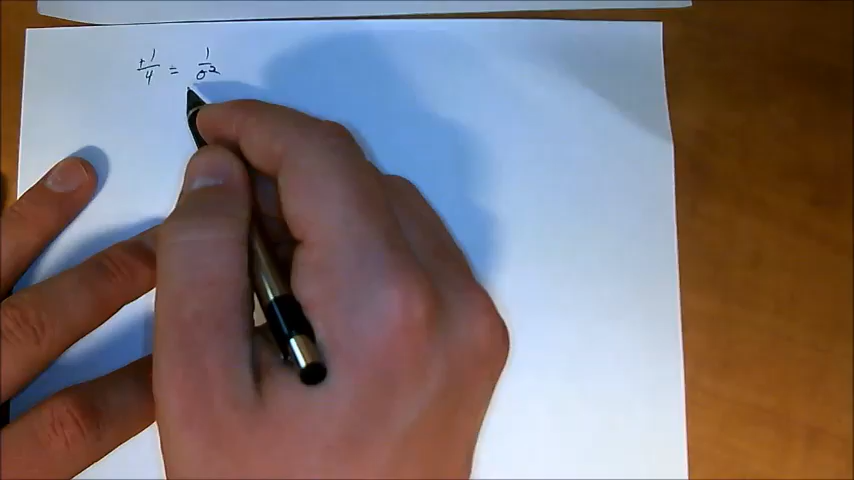 +1/4 = 1/σ²